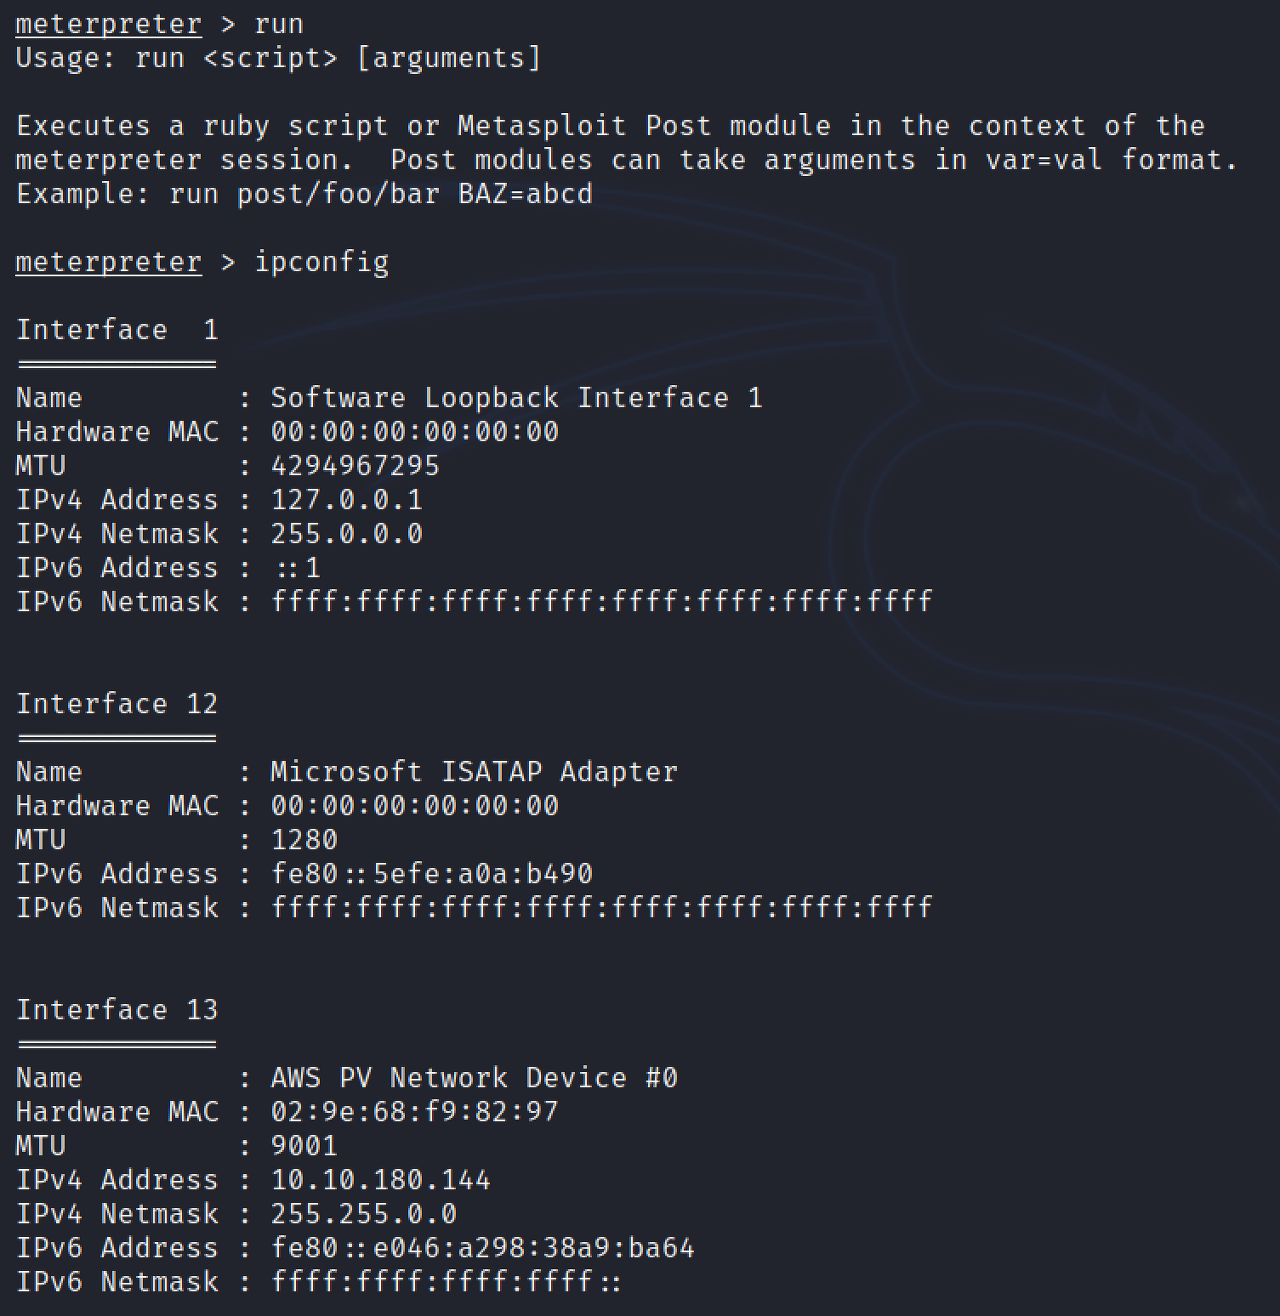 meterpreter > run
Usage: run <script> [arguments]
Executes a ruby script or Metasploit Post module in the context of the
meterpreter session.  Post modules can take arguments in var=val format.
Example: run post/foo/bar BAZ=abcd
meterpreter > ipconfig
Interface  1
============
Name         : Software Loopback Interface 1
Hardware MAC : 00:00:00:00:00:00
MTU          : 4294967295
IPv4 Address : 127.0.0.1
IPv4 Netmask : 255.0.0.0
IPv6 Address : ::1
IPv6 Netmask : ffff:ffff:ffff:ffff:ffff:ffff:ffff:ffff
Interface 12
============
Name         : Microsoft ISATAP Adapter
Hardware MAC : 00:00:00:00:00:00
MTU          : 1280
IPv6 Address : fe80::5efe:a0a:b490
IPv6 Netmask : ffff:ffff:ffff:ffff:ffff:ffff:ffff:ffff
Interface 13
============
Name         : AWS PV Network Device #0
Hardware MAC : 02:9e:68:f9:82:97
MTU          : 9001
IPv4 Address : 10.10.180.144
IPv4 Netmask : 255.255.0.0
IPv6 Address : fe80::e046:a298:38a9:ba64
IPv6 Netmask : ffff:ffff:ffff:ffff::